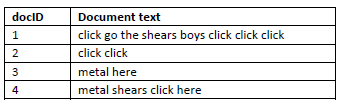 docID Document text
1 click go the shears boys click click click
2 click click
3 metal here
4 metal shears click here